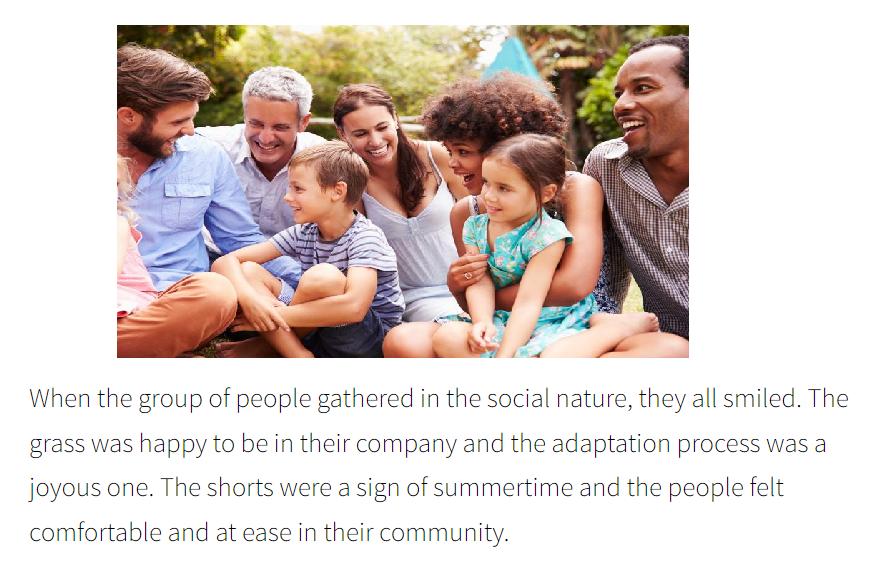 When the group of people gathered in the social nature, they all smiled. The
grass was happy to be in their company and the adaptation process was a
joyous one. The shorts were a sign of summertime and the people felt
comfortable and at ease in their community.